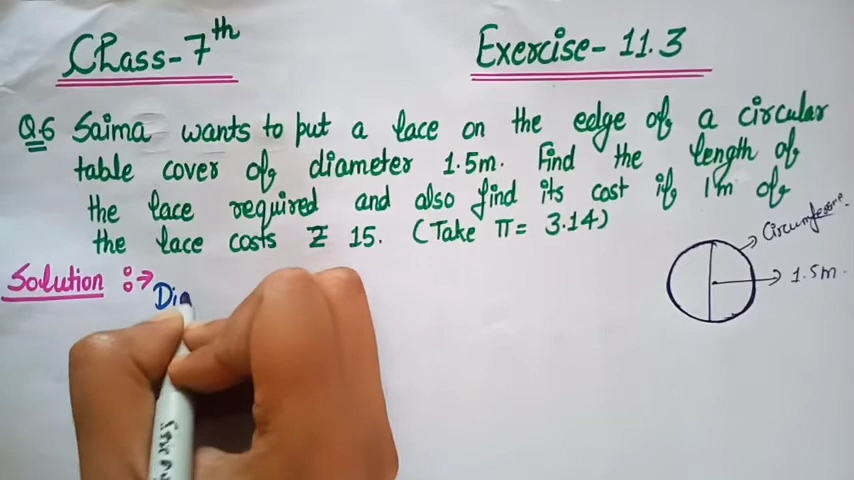 Class-7th
Exercise- 11.3
Q.6 Saima wants to put a lace on the edge of a circular
table cover of diameter 1.5m. Find the length of
the lace required and also find its cost if 1m of
the lace costs ₹ 15. (Take π= 3.14)
Circumference.
1.5m.
Solution :→
Dia